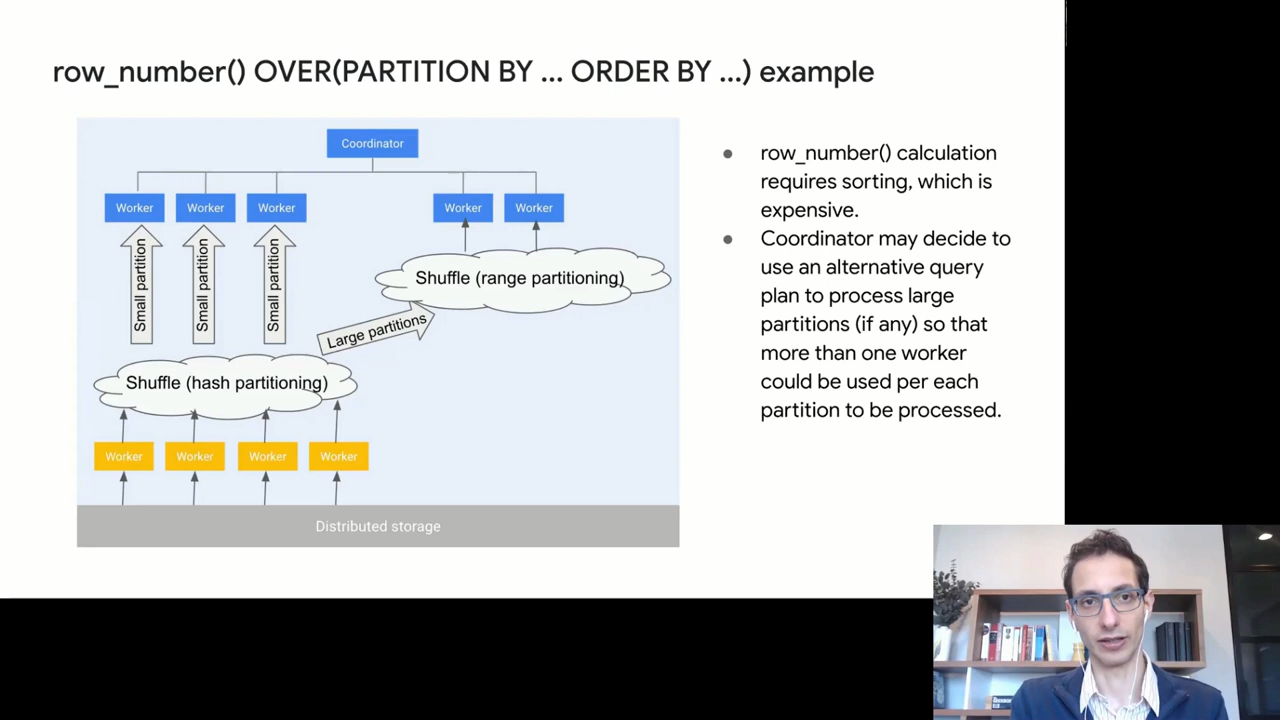 row_number() OVER(PARTITION BY ... ORDER BY ...) example
Coordinator
Worker
Worker
Worker
Worker
Worker
Small partition
Small partition
Small partition
Shuffle (range partitioning)
Large partitions
Shuffle (hash partitioning)
Worker
Worker
Worker
Worker
Distributed storage
● row_number() calculation
requires sorting, which is
expensive.
● Coordinator may decide to
use an alternative query
plan to process large
partitions (if any) so that
more than one worker
could be used per each
partition to be processed.